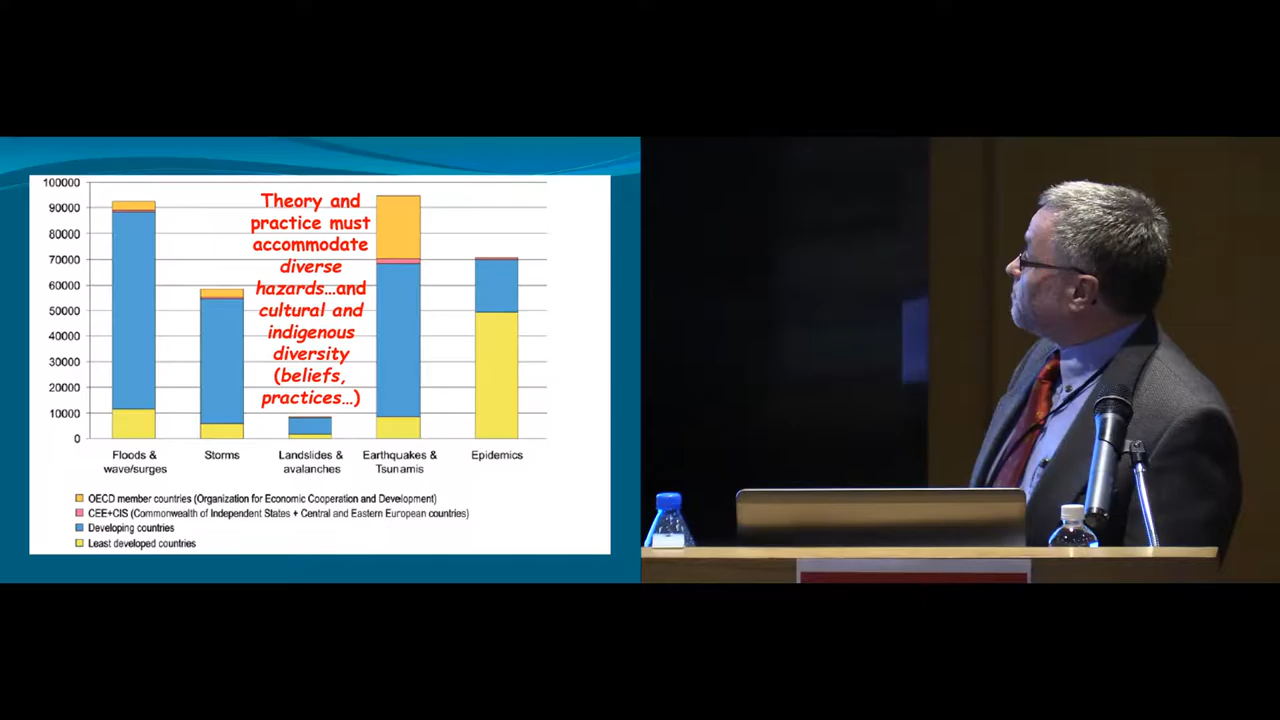 100000
90000
80000
70000
60000
50000
40000
30000
20000
10000
0
Theory and
practice must
accommodate
diverse
hazards...and
cultural and
indigenous
diversity
(beliefs,
practices...)
Floods &
wave/surges
Storms
Landslides &
avalanches
Earthquakes &
Tsunamis
Epidemics
OECD member countries (Organization for Economic Cooperation and Development)
CEE+CIS (Commonwealth of Independent States + Central and Eastern European countries)
Developing countries
Least developed countries